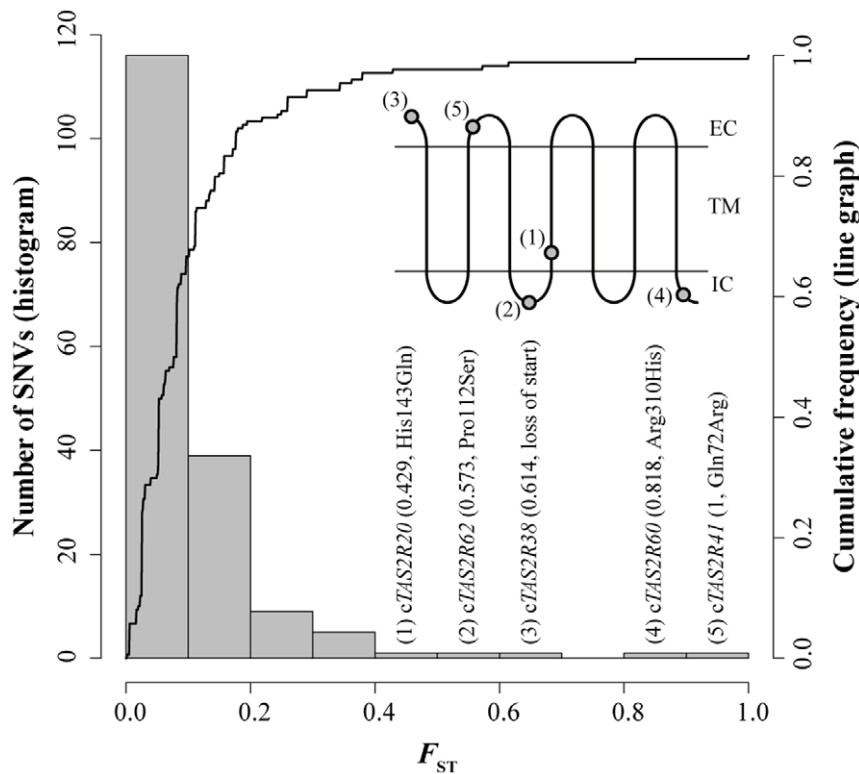 Number of SNVs (histogram)
120
100
80
60
40
20
0
0.0
0.2
0.4
0.6
0.8
1.0
F_ST
Cumulative frequency (line graph)
1.0
0.8
0.6
0.4
0.2
0.0
(3)
(5)
EC
TM
(1)
IC
(2)
(4)
(1) cTAS2R20 (0.429, His143Gln)
(2) cTAS2R62 (0.573, Pro112Ser)
(3) cTAS2R38 (0.614, loss of start)
(4) cTAS2R60 (0.818, Arg310His)
(5) cTAS2R41 (1, Gln72Arg)